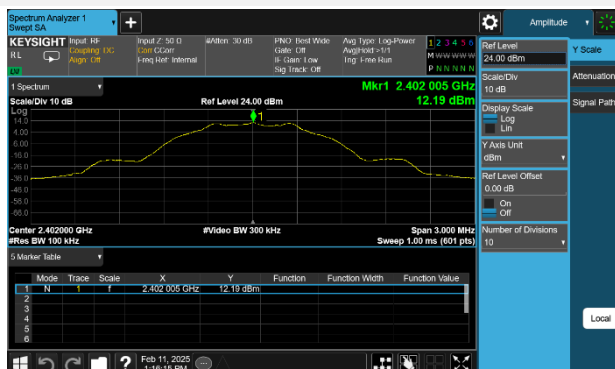 Spectrum Analyzer 1
Swept SA
Amplitude
KEYSIGHT
RL
Input: RF
Coupling: DC
Align: Off
Input Z: 50 Ω
Corr CCorr
Freq Ref: Internal
#Atten: 30 dB
PNO: Best Wide
Gate: Off
IF Gain: Low
Sig Track: Off
Avg Type: Log-Power
Avg|Hold:>1/1
Trig: Free Run
1 2 3 4 5 6
M W W W W W
P N N N N N
1 Spectrum
Scale/Div 10 dB
Log
Ref Level 24.00 dBm
Mkr1 2.402 005 GHz
12.19 dBm
1
14.0
4.00
-6.00
-16.0
-26.0
-36.0
-46.0
-56.0
-66.0
Center 2.402000 GHz
#Video BW 300 kHz
Span 3.000 MHz
#Res BW 100 kHz
Sweep 1.00 ms (601 pts)
5 Marker Table
Mode Trace Scale X Y Function Function Width Function Value
1 N 1 f 2.402 005 GHz 12.19 dBm
2
3
4
5
6
Feb 11, 2025
1:16:15 PM
Ref Level
24.00 dBm
Scale/Div
10 dB
Display Scale
Log
Lin
Y Axis Unit
dBm
Ref Level Offset
0.00 dB
On
Off
Number of Divisions
10
Y Scale
Attenuation
Signal Path
Local